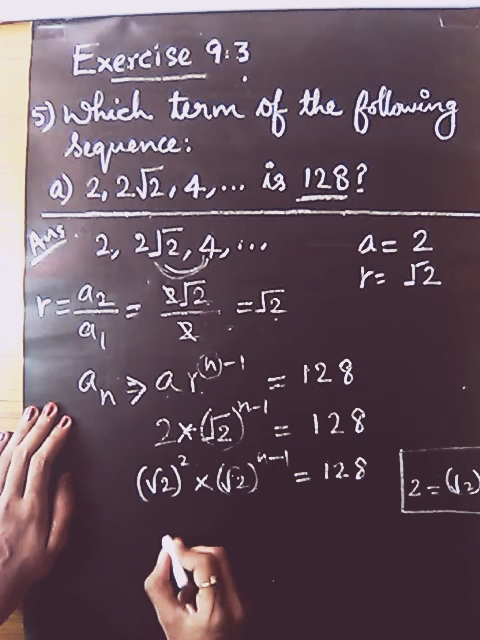 Exercise 9.3
5) Which term of the following
sequence:
a) 2, 2√2, 4, ... is 128?
Ans 2, 2√2, 4, ...
a = 2
r = √2
r = a₂/a₁ = 2√2/2 = √2
aₙ ⇒ ar^(n)-1 = 128
2 × (√2)^n-1 = 128
(√2)² × (√2)^n-1 = 128
2 = (√2)